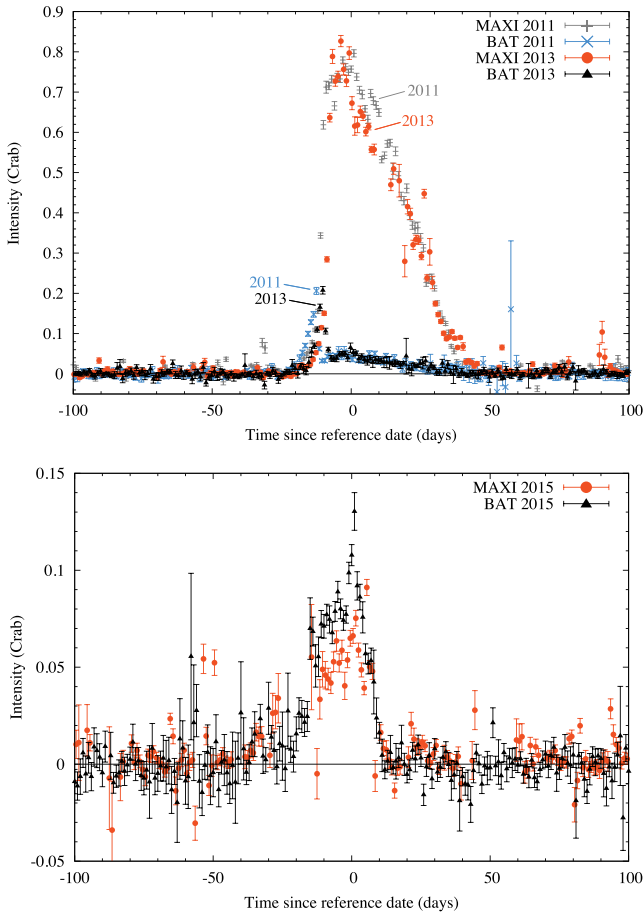 0.9
MAXI 2011
BAT 2011
MAXI 2013
BAT 2013
0.8
0.7
2011
2013
0.6
0.5
Intensity (Crab)
0.4
0.3
2011
2013
0.2
0.1
0
-100
-50
0
50
100
Time since reference date (days)
0.15
MAXI 2015
BAT 2015
0.1
0.05
Intensity (Crab)
0
-0.05
-100
-50
0
50
100
Time since reference date (days)